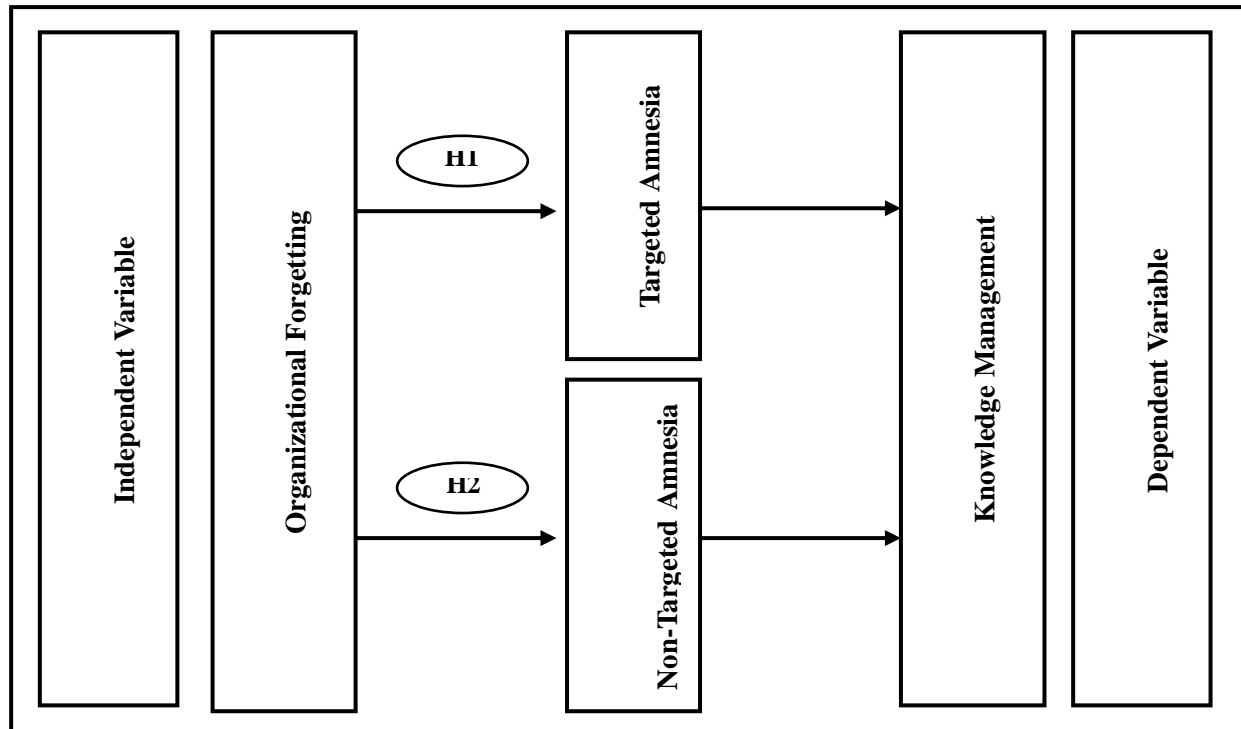 Independent Variable
Organizational Forgetting
H1
H2
Targeted Amnesia
Non-Targeted Amnesia
Knowledge Management
Dependent Variable